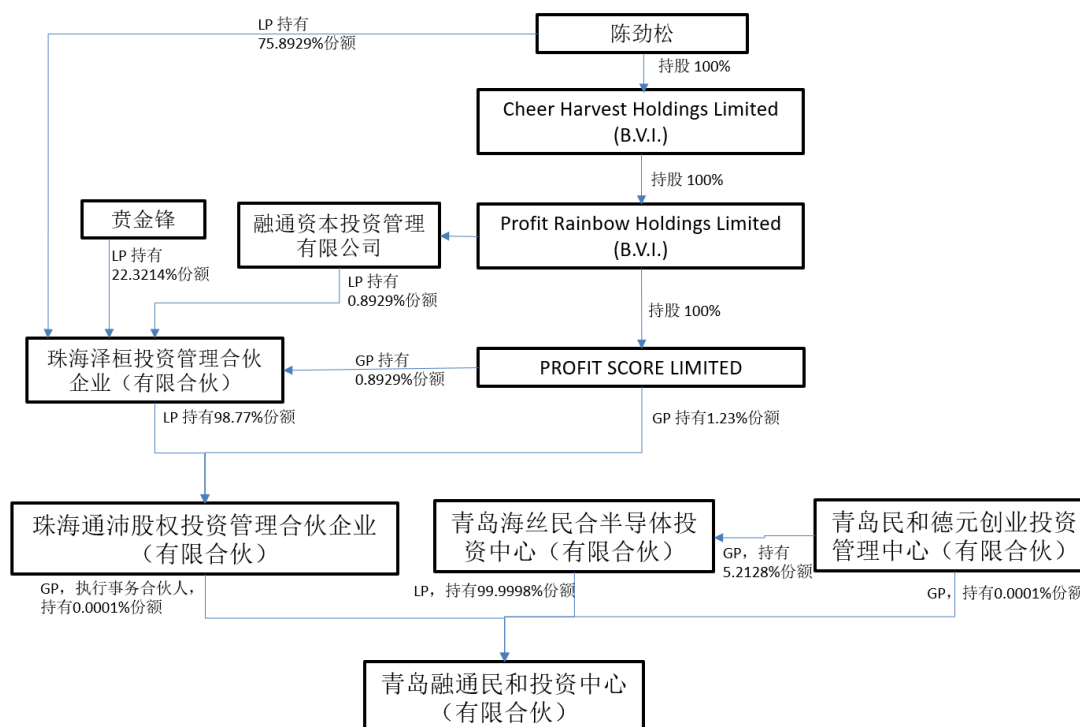 LP 持有
75.8929%份额
陈劲松
持股 100%
Cheer Harvest Holdings Limited
(B.V.I.)
持股 100%
贲金锋
融通资本投资管理
有限公司
Profit Rainbow Holdings Limited
(B.V.I.)
LP 持有
22.3214%份额
LP 持有
0.8929%份额
持股 100%
珠海泽桓投资管理合伙
企业（有限合伙）
GP 持有
0.8929%份额
PROFIT SCORE LIMITED
LP 持有98.77%份额
GP 持有1.23%份额
珠海通沛股权投资管理合伙企业
（有限合伙）
青岛海丝民合半导体投
资中心（有限合伙）
GP，持有
5.2128%份额
青岛民和德元创业投资
管理中心（有限合伙）
GP，执行事务合伙人，
持有0.0001%份额
LP，持有99.9998%份额
GP，持有0.0001%份额
青岛融通民和投资中心
（有限合伙）